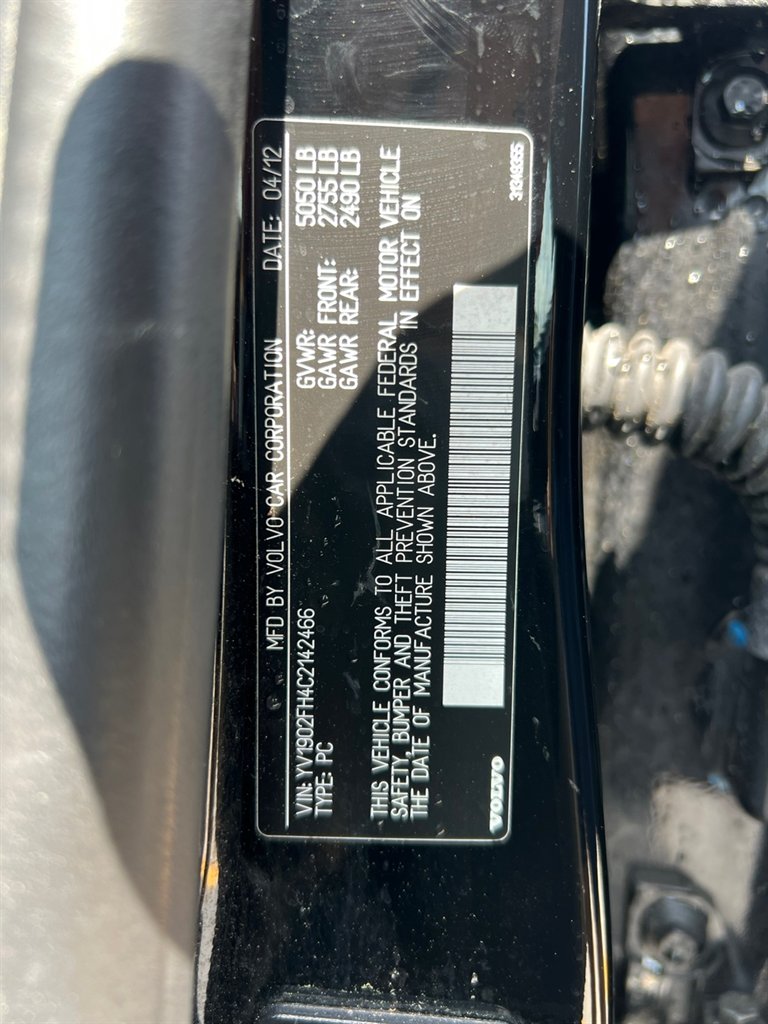 MFD BY VOLVO CAR CORPORATION DATE: 04/12
GVWR: 5050 LB
GAWR FRONT: 2755 LB
GAWR REAR: 2490 LB
VIN: YV1902FH4C2142466
TYPE: PC
THIS VEHICLE CONFORMS TO ALL APPLICABLE FEDERAL MOTOR VEHICLE
SAFETY, BUMPER AND THEFT PREVENTION STANDARDS IN EFFECT ON
THE DATE OF MANUFACTURE SHOWN ABOVE.
VOLVO